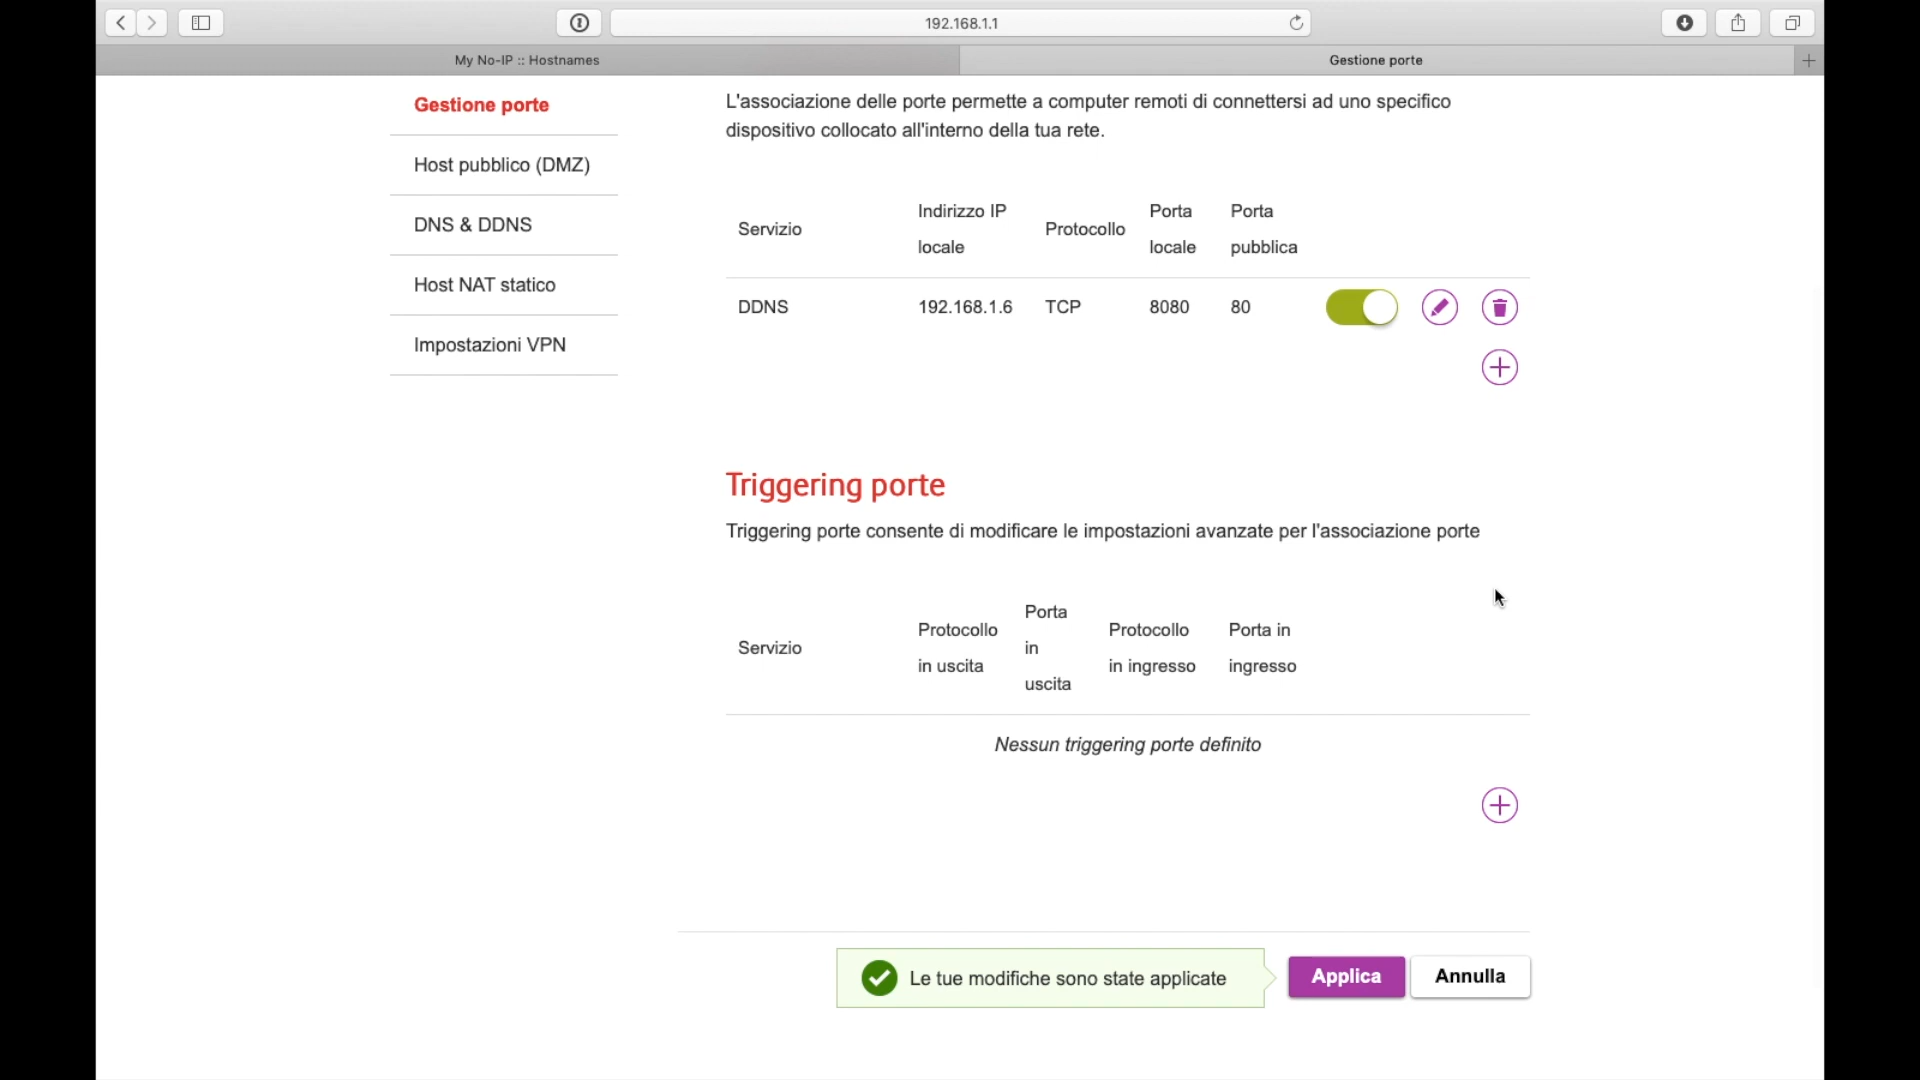 192.168.1.1
My No-IP :: Hostnames
Gestione porte
Gestione porte
Host pubblico (DMZ)
DNS & DDNS
Host NAT statico
Impostazioni VPN
L'associazione delle porte permette a computer remoti di connettersi ad uno specifico
dispositivo collocato all'interno della tua rete.
Servizio
Indirizzo IP
locale
Protocollo
Porta
locale
Porta
pubblica
DDNS
192.168.1.6
TCP
8080
80
Triggering porte
Triggering porte consente di modificare le impostazioni avanzate per l'associazione porte
Servizio
Protocollo
in uscita
Porta
in
uscita
Protocollo
in ingresso
Porta in
ingresso
Nessun triggering porte definito
Le tue modifiche sono state applicate
Applica
Annulla